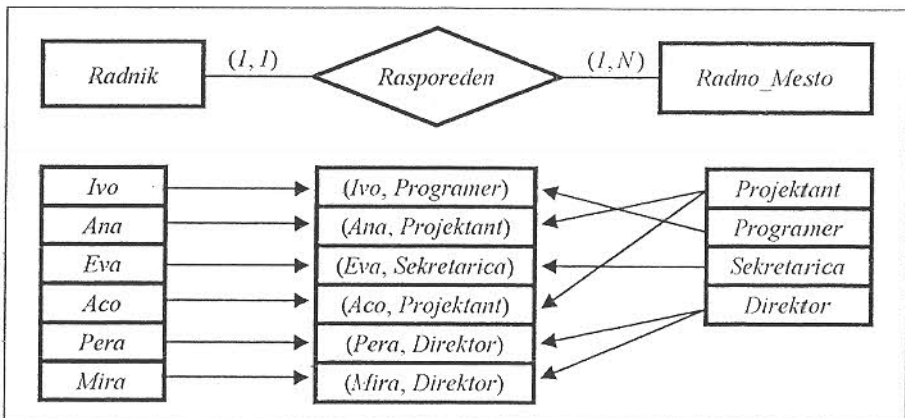 Radnik (1,1) Rasporeden (1,N) Radno_Mesto
Ivo (Ivo, Programer) Projektant
Ana (Ana, Projektant) Programer
Eva (Eva, Sekretarica) Sekretarica
Aco (Aco, Projektant) Direktor
Pera (Pera, Direktor)
Mira (Mira, Direktor)